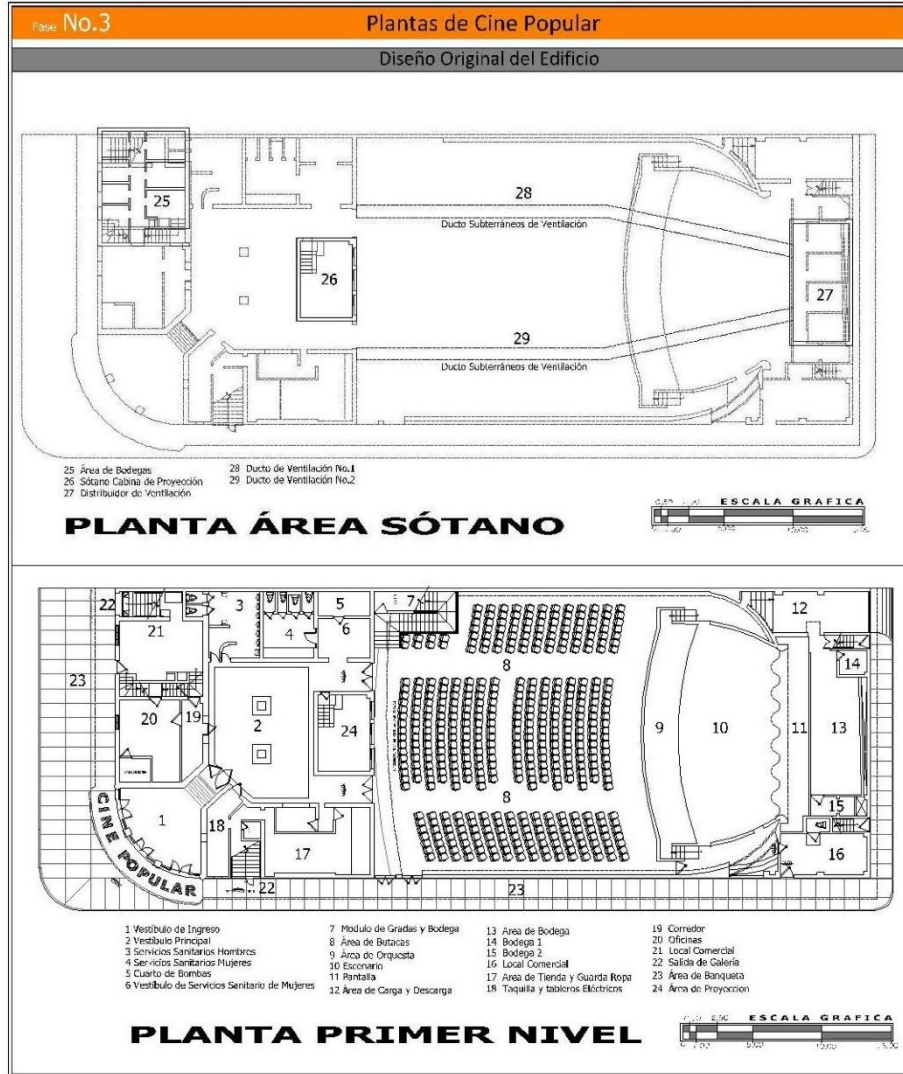 Fase No.3
Plantas de Cine Popular
Diseño Original del Edificio
28
25
Ducto Subterráneos de Ventilación
26
27
29
Ducto Subterráneos de Ventilación
25 Área de Bodegas
26 Sótano Cabina de Proyección
27 Distribuidor de Ventilación
28 Ducto de Ventilación No.1
29 Ducto de Ventilación No.2
PLANTA ÁREA SÓTANO
ESCALA GRAFICA
22
3
5
7
12
21
4
6
8
14
23
20
19
2
24
9
10
11
13
8
15
1
18
17
16
CINE POPULAR
22
23
1 Vestíbulo de Ingreso
2 Vestíbulo Principal
3 Servicios Sanitarios Hombres
4 Servicios Sanitarios Mujeres
5 Cuarto de Bombas
6 Vestíbulo de Servicios Sanitario de Mujeres
7 Modulo de Gradas y Bodega
8 Área de Butacas
9 Área de Orquesta
10 Escenario
11 Pantalla
12 Área de Carga y Descarga
13 Area de Bodega
14 Bodega 1
15 Bodega 2
16 Local Comercial
17 Area de Tienda y Guarda Ropa
18 Taquilla y tableros Eléctricos
19 Corredor
20 Oficinas
21 Local Comercial
22 Salida de Galería
23 Área de Banqueta
24 Área de Proyeccion
PLANTA PRIMER NIVEL
ESCALA GRAFICA